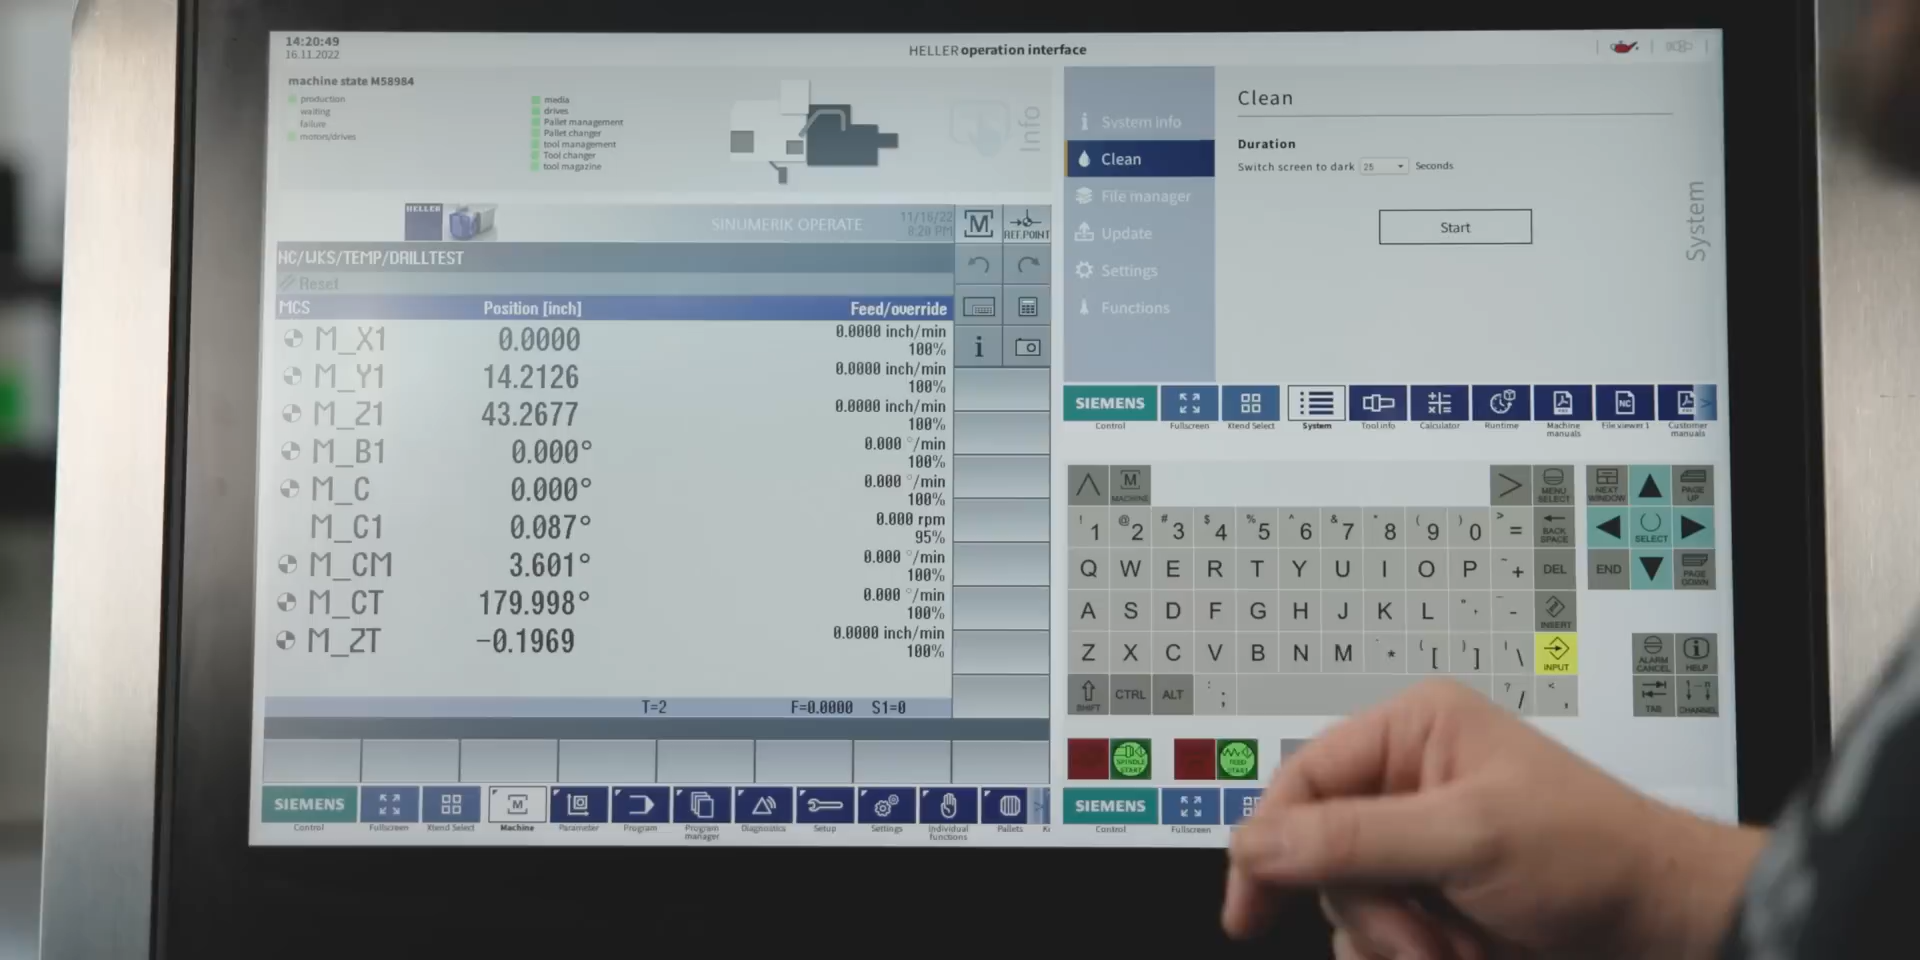 14:20:49
16.11.2022
HELLER operation interface
machine state M58984
production
waiting
failure
motors/drives
media
drives
Pallet management
Pallet changer
tool management
Tool changer
tool magazine
Info
HELLER
SINUMERIK OPERATE
11/16/22
8:20 PM
M
REF.POINT
NC/WKS/TEMP/DRILLTEST
Reset
MCS Position [inch] Feed/override
M_X1 0.0000 0.0000 inch/min
100%
M_Y1 14.2126 0.0000 inch/min
100%
M_Z1 43.2677 0.0000 inch/min
100%
M_B1 0.000° 0.000 °/min
100%
M_C 0.000° 0.000 °/min
100%
M_C1 0.087° 0.000 rpm
95%
M_CM 3.601° 0.000 °/min
100%
M_CT 179.998° 0.000 °/min
100%
M_ZT -0.1969 0.0000 inch/min
100%
T=2 F=0.0000 S1=0
SIEMENS
Control Fullscreen Xtend Select Machine Parameter Program Program manager Diagnostics Setup Settings Individual functions Pallets
System info
Clean
File manager
Update
Settings
Functions
Clean
Duration
Switch screen to dark 25 Seconds
Start
System
SIEMENS NC
Control Fullscreen Xtend Select System Tool info Calculator Runtime Machine manuals File viewer 1 Customer manuals
M MACHINE MENU SELECT NEXT WINDOW PAGE UP
! 1 @ 2 # 3 $ 4 % 5 ^ 6 & 7 * 8 ( 9 ) 0 > = BACK SPACE SELECT
Q W E R T Y U I O P ~ + DEL END PAGE DOWN
A S D F G H J K L " , - INSERT
Z X C V B N M * [ ] \ INPUT ALARM CANCEL HELP
SHIFT CTRL ALT : ; ? / < , TAB CHANNEL
SPINDLE START FEED START
SIEMENS
Control Fullscreen